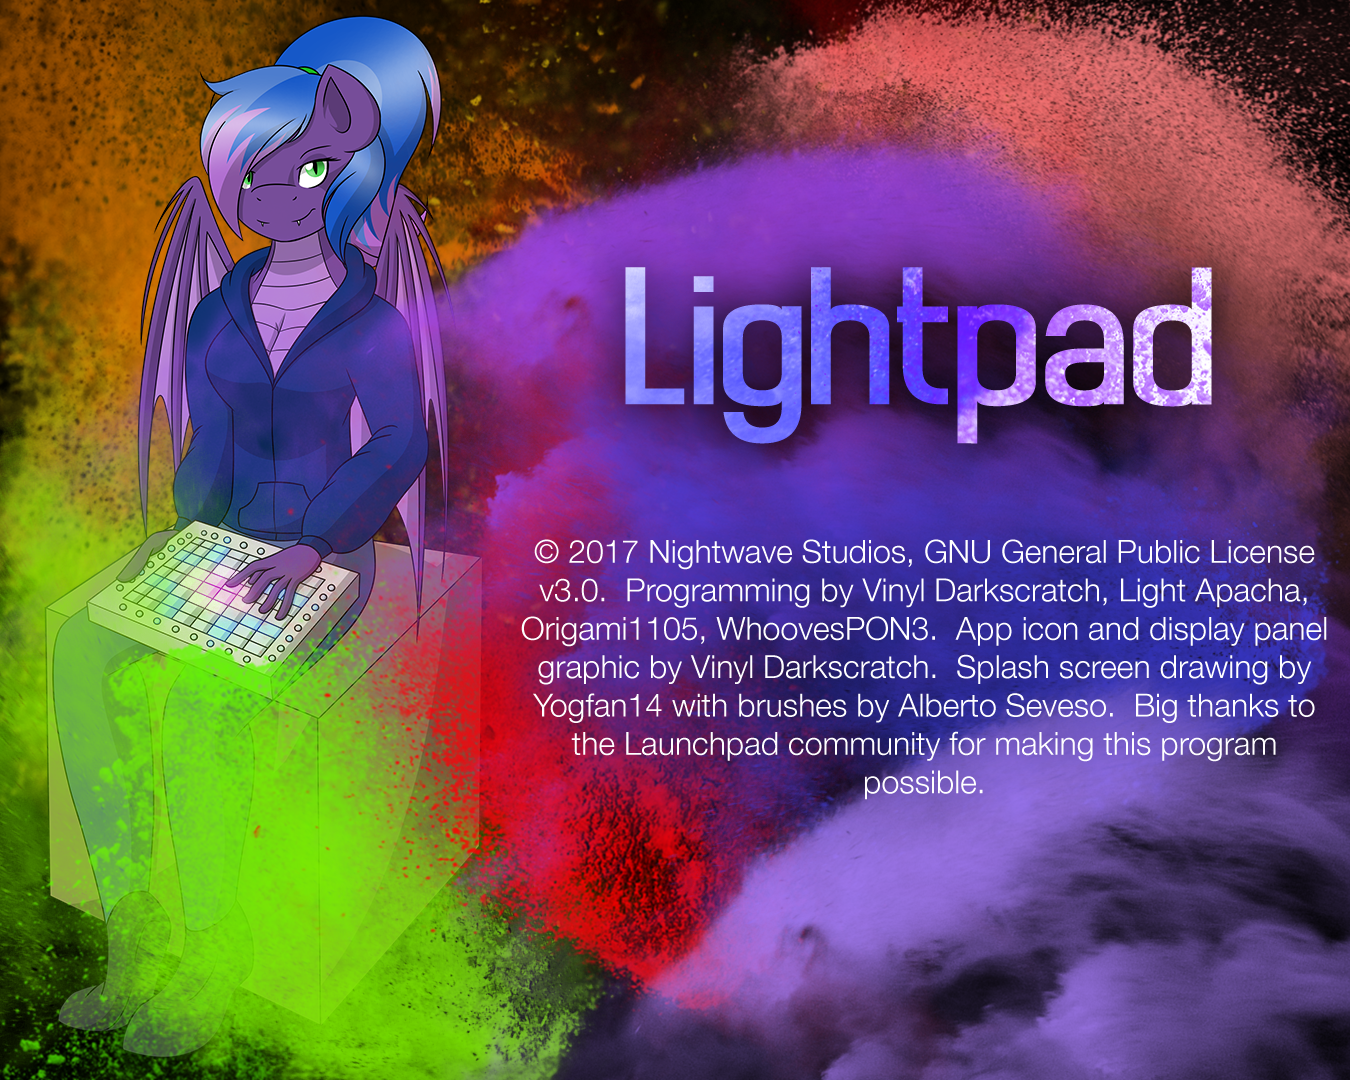 Lightpad
© 2017 Nightwave Studios, GNU General Public License
v3.0.  Programming by Vinyl Darkscratch, Light Apacha,
Origami1105, WhoovesPON3.  App icon and display panel
graphic by Vinyl Darkscratch.  Splash screen drawing by
Yogfan14 with brushes by Alberto Seveso.  Big thanks to
the Launchpad community for making this program
possible.